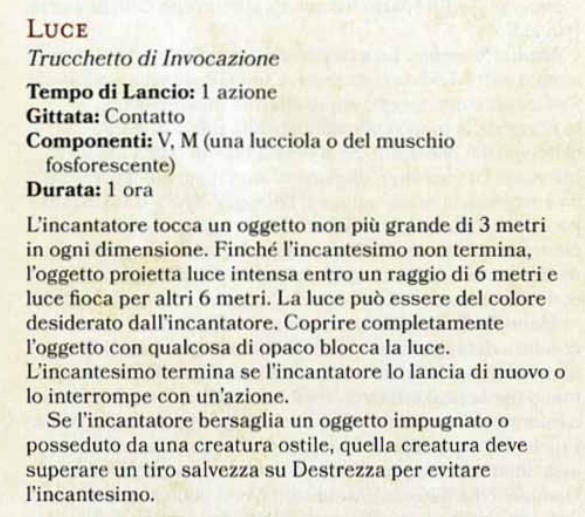 LUCE
Trucchetto di Invocazione
Tempo di Lancio: 1 azione
Gittata: Contatto
Componenti: V, M (una lucciola o del muschio
fosforescente)
Durata: 1 ora
L'incantatore tocca un oggetto non più grande di 3 metri
in ogni dimensione. Finché l'incantesimo non termina,
l'oggetto proietta luce intensa entro un raggio di 6 metri e
luce fioca per altri 6 metri. La luce può essere del colore
desiderato dall'incantatore. Coprire completamente
l'oggetto con qualcosa di opaco blocca la luce.
L'incantesimo termina se l'incantatore lo lancia di nuovo o
lo interrompe con un'azione.
Se l'incantatore bersaglia un oggetto impugnato o
posseduto da una creatura ostile, quella creatura deve
superare un tiro salvezza su Destrezza per evitare
l'incantesimo.